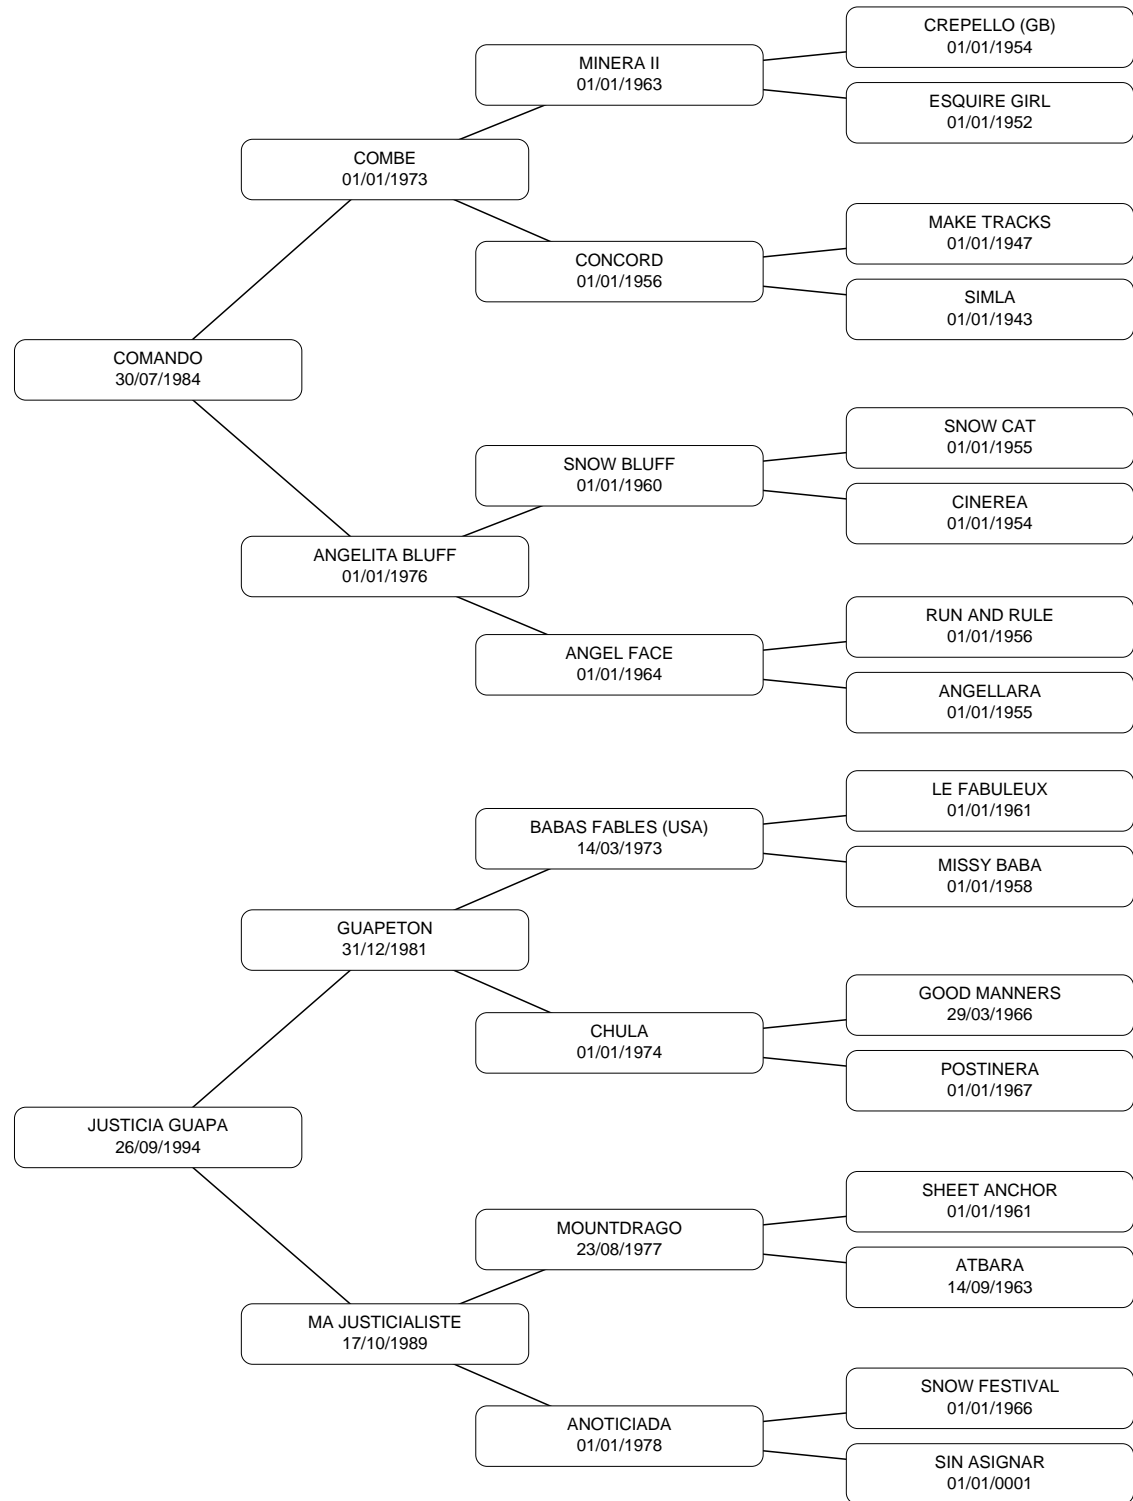 CREPELLO (GB)
01/01/1954
MINERA II
01/01/1963
ESQUIRE GIRL
01/01/1952
COMBE
01/01/1973
MAKE TRACKS
01/01/1947
CONCORD
01/01/1956
SIMLA
01/01/1943
COMANDO
30/07/1984
SNOW CAT
01/01/1955
SNOW BLUFF
01/01/1960
CINEREA
01/01/1954
ANGELITA BLUFF
01/01/1976
RUN AND RULE
01/01/1956
ANGEL FACE
01/01/1964
ANGELLARA
01/01/1955
LE FABULEUX
01/01/1961
BABAS FABLES (USA)
14/03/1973
MISSY BABA
01/01/1958
GUAPETON
31/12/1981
GOOD MANNERS
29/03/1966
CHULA
01/01/1974
POSTINERA
01/01/1967
JUSTICIA GUAPA
26/09/1994
SHEET ANCHOR
01/01/1961
MOUNTDRAGO
23/08/1977
ATBARA
14/09/1963
MA JUSTICIALISTE
17/10/1989
SNOW FESTIVAL
01/01/1966
ANOTICIADA
01/01/1978
SIN ASIGNAR
01/01/0001